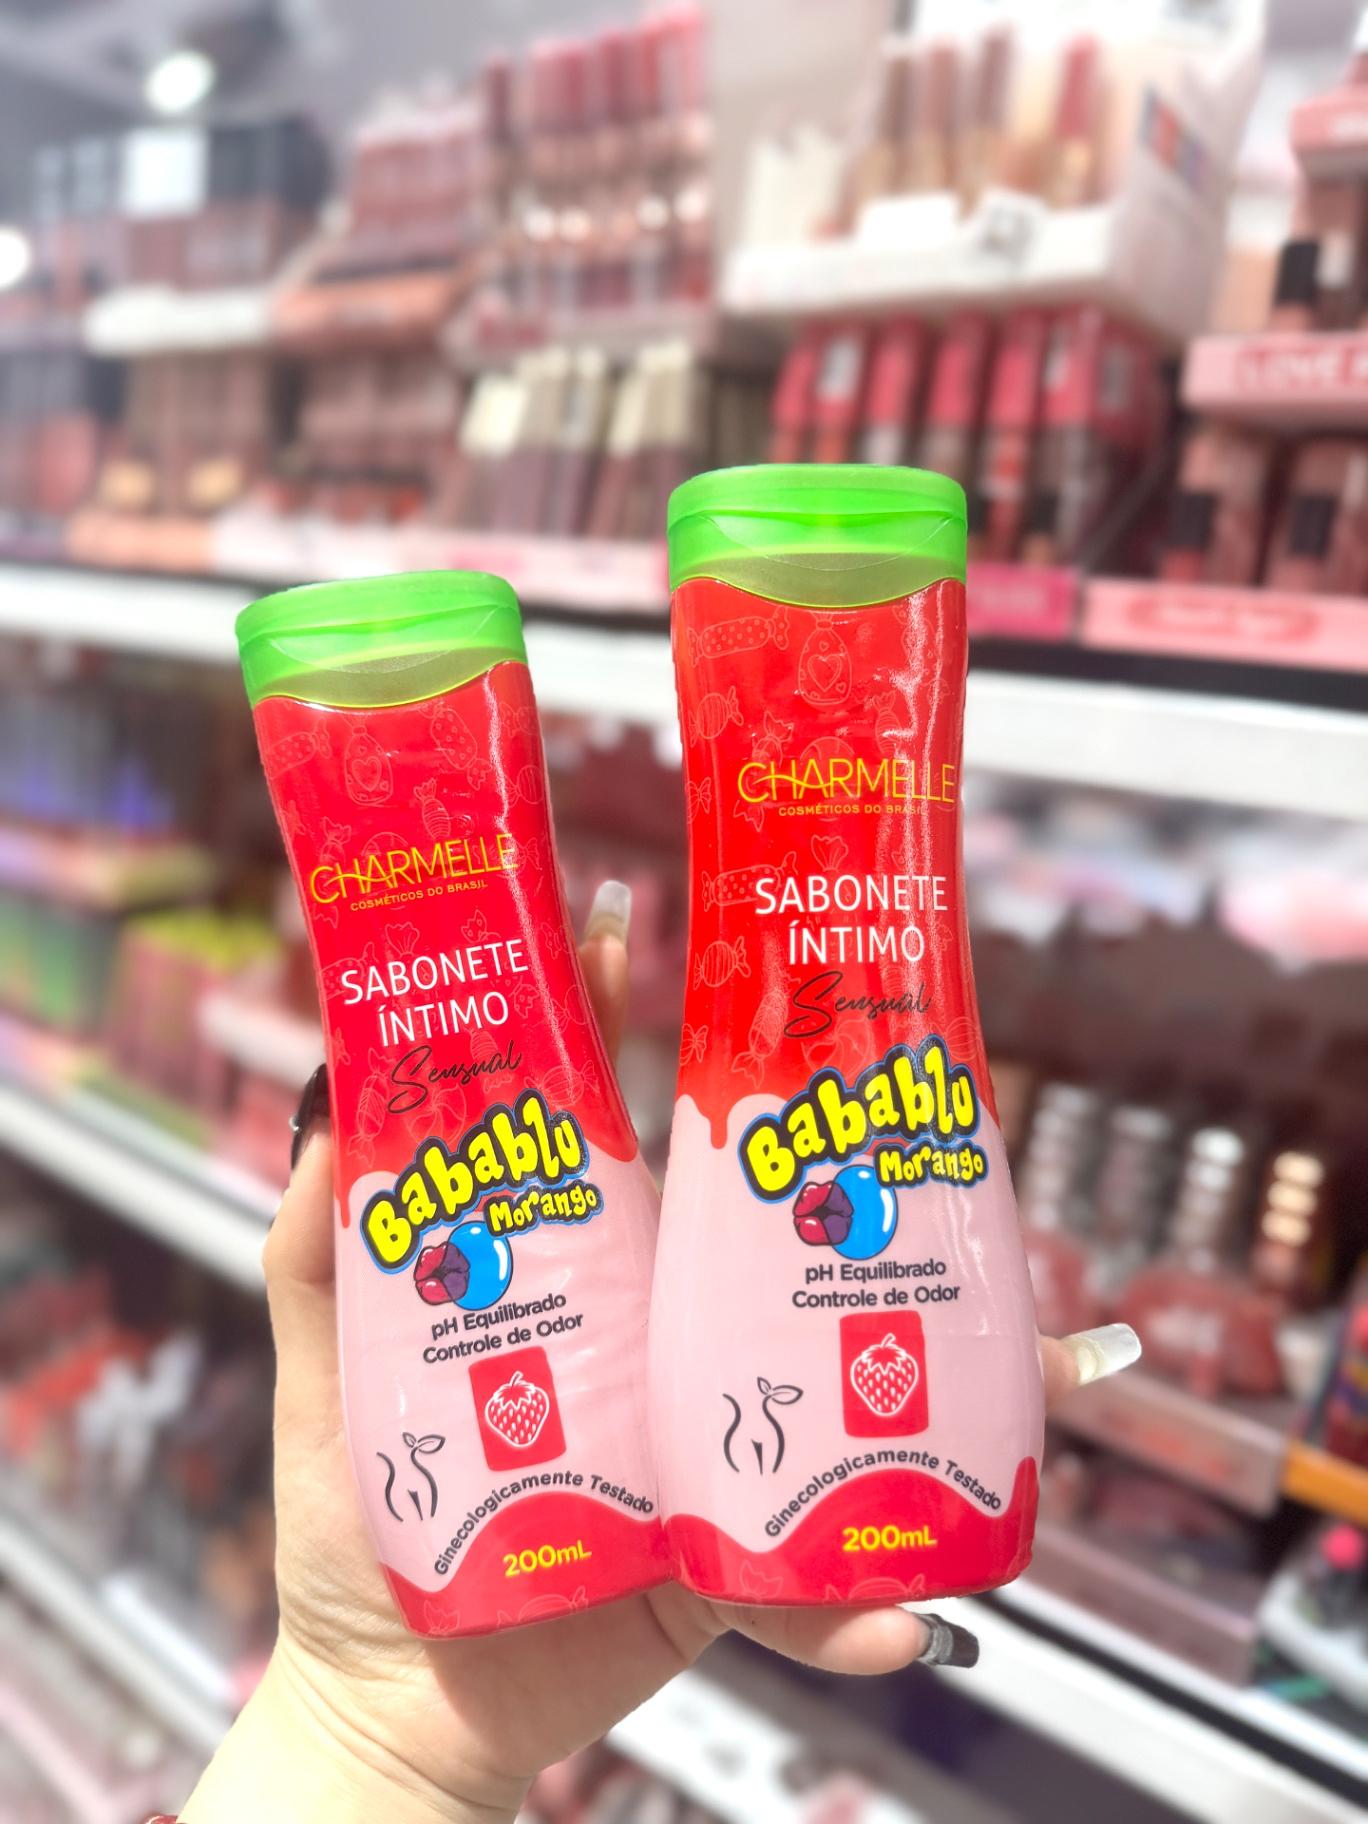 CHARMELLE
COSMÉTICOS DO BRASIL
SABONETE
ÍNTIMO
Sensual
Babablu
Morango
pH Equilibrado
Controle de Odor
Ginecologicamente Testado
200mL
CHARMELLE
COSMÉTICOS DO BRASIL
SABONETE
ÍNTIMO
Sensual
Babablu
Morango
pH Equilibrado
Controle de Odor
Ginecologicamente Testado
200mL
LOVE